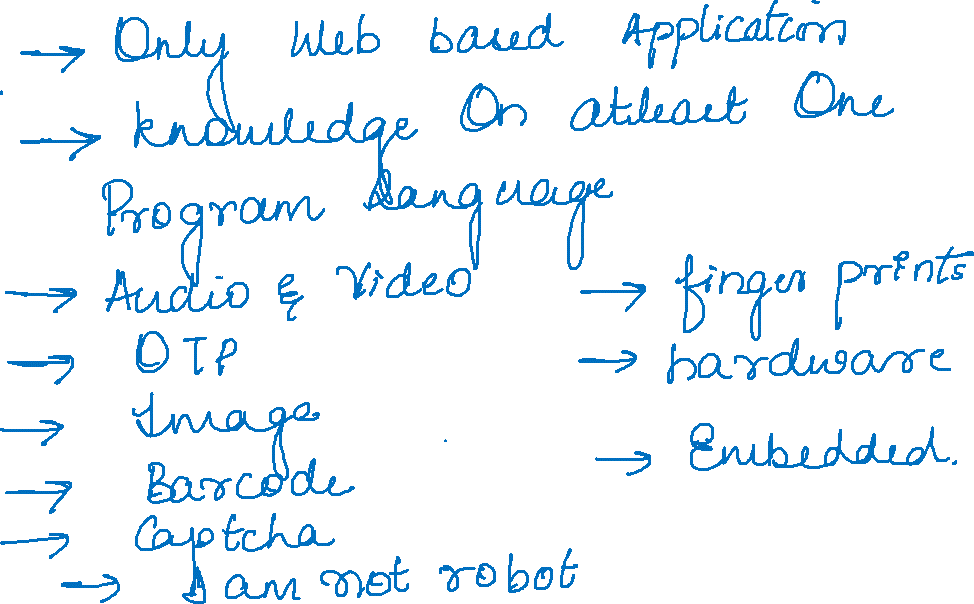 → Only Web based Applications
→ knowledge On atleast One
Program Language
→ Audio & Video
→ OTP
→ Image
→ Barcode
→ Captcha
→ I am not robot
→ finger prints
→ hardware
→ Embedded.